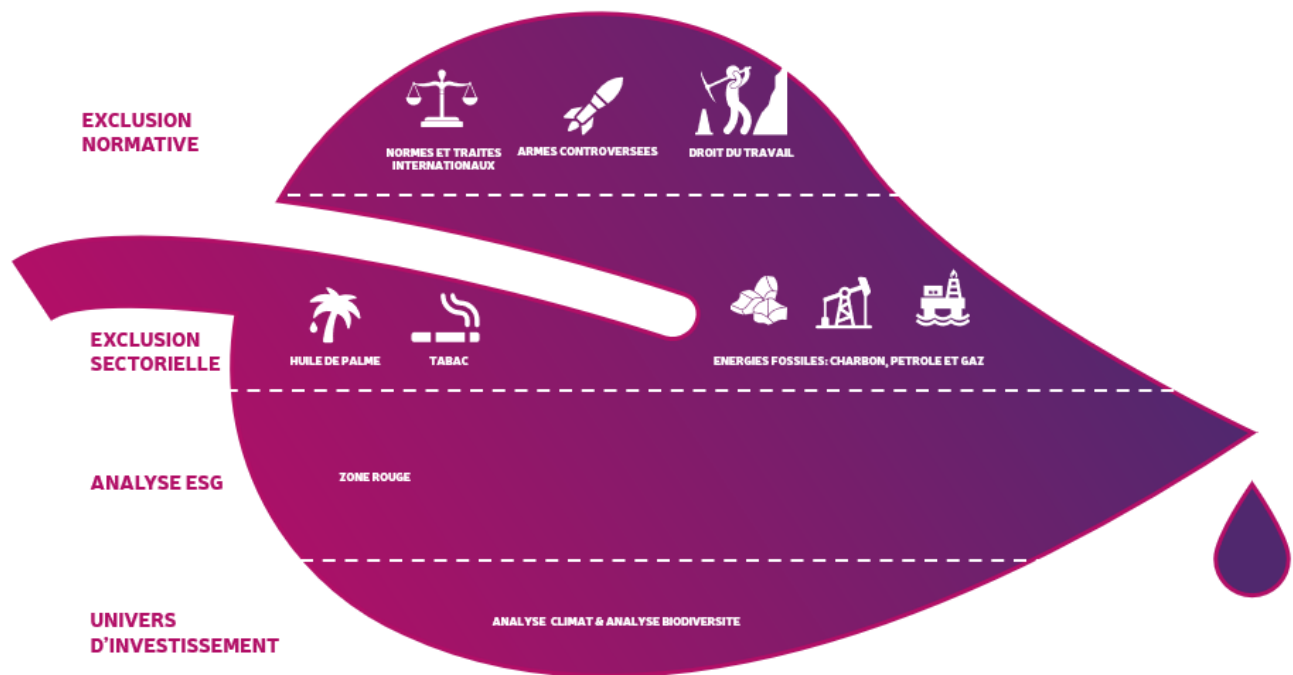 EXCLUSION
NORMATIVE
NORMES ET TRAITES
INTERNATIONAUX
ARMES CONTROVERSEES
DROIT DU TRAVAIL
EXCLUSION
SECTORIELLE
HUILE DE PALME
TABAC
ENERGIES FOSSILES: CHARBON, PETROLE ET GAZ
ANALYSE ESG
ZONE ROUGE
UNIVERS
D'INVESTISSEMENT
ANALYSE CLIMAT & ANALYSE BIODIVERSITE